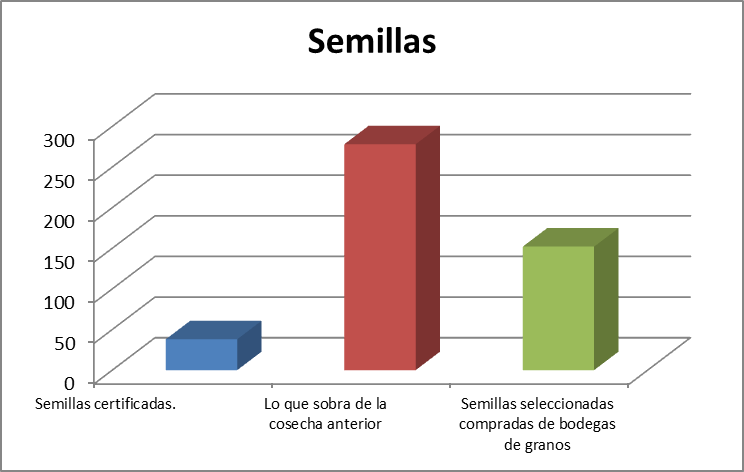 Semillas
300
250
200
150
100
50
0
Semillas certificadas.
Lo que sobra de la
cosecha anterior
Semillas seleccionadas
compradas de bodegas
de granos